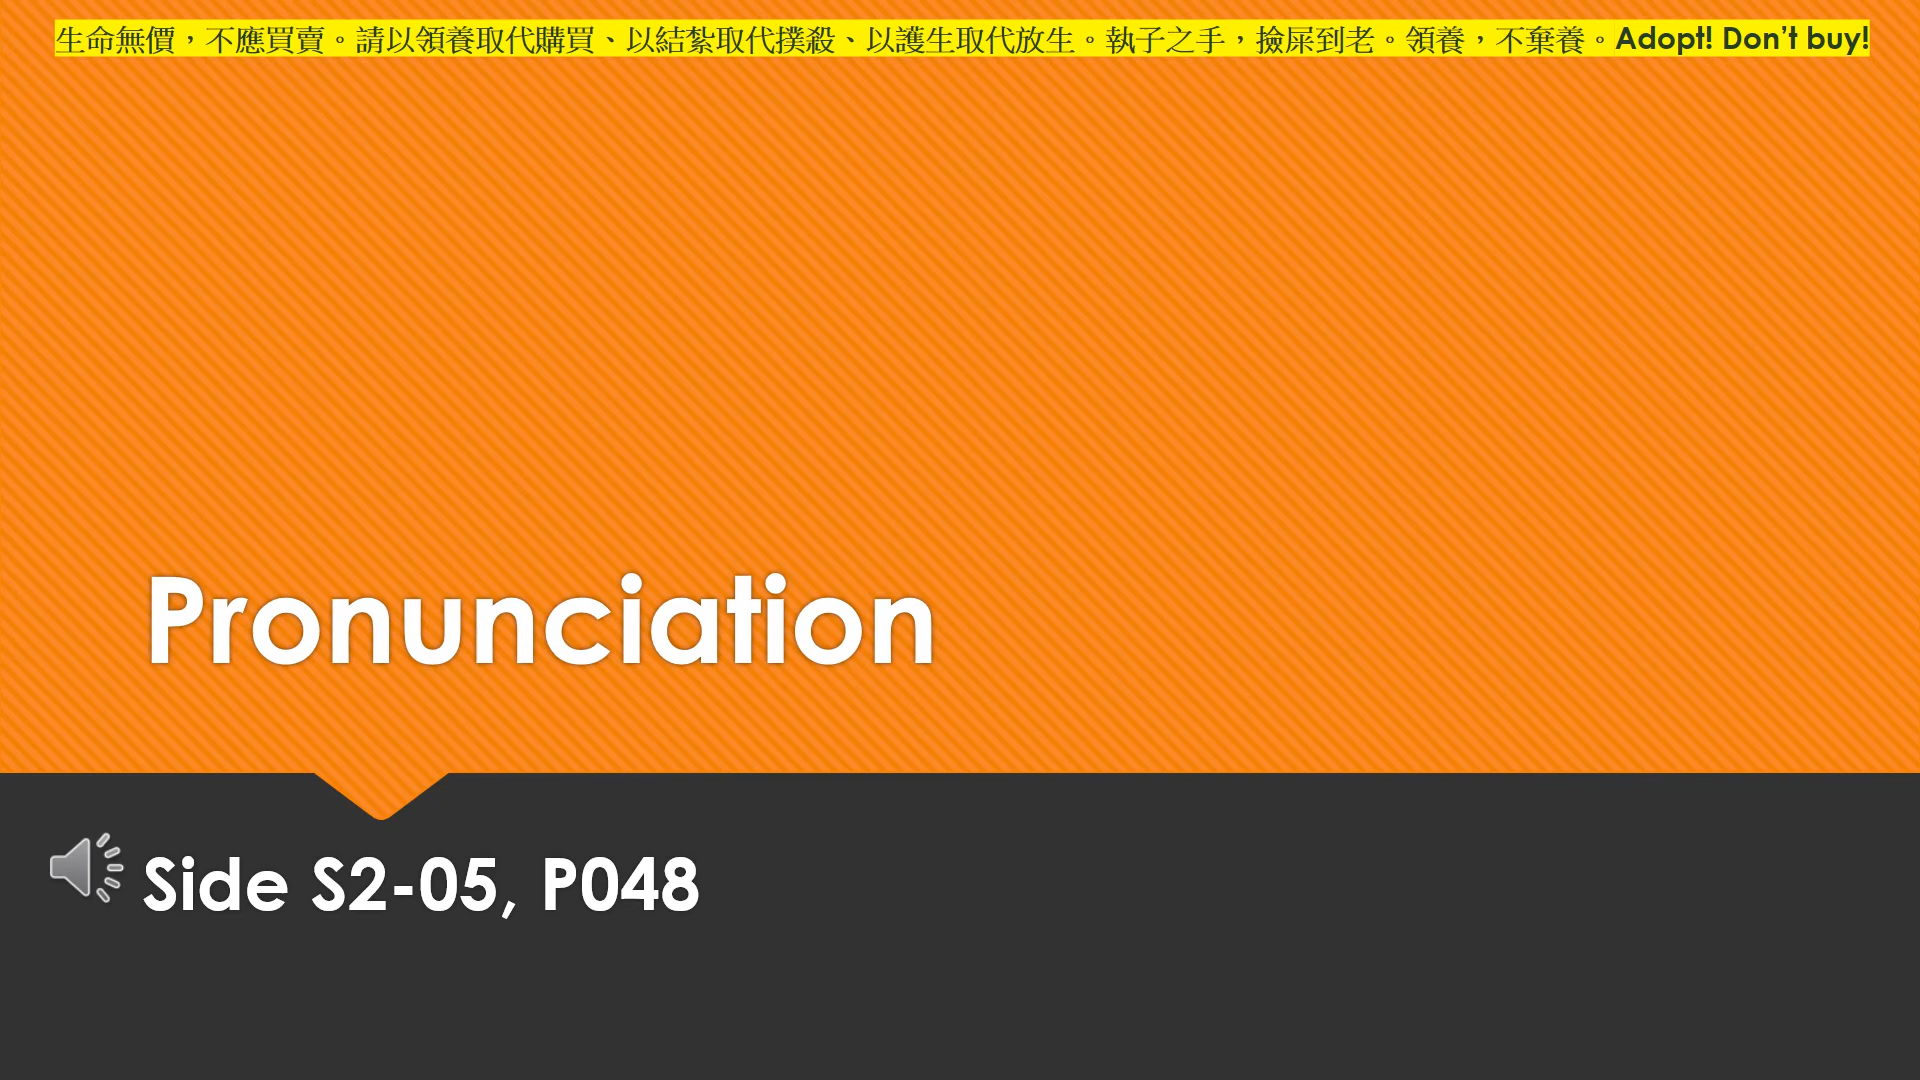 生命無價，不應買賣。請以領養取代購買、以結紮取代撲殺、以護生取代放生。執子之手，撿屎到老。領養，不棄養。Adopt! Don’t buy!
Pronunciation
Side S2-05, P048